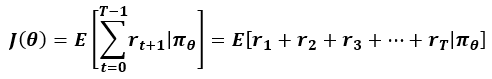 J(θ) = E[∑_{t=0}^{T−1} r_{t+1}|π_θ] = E[r_1 + r_2 + r_3 + ⋯ + r_T|π_θ]